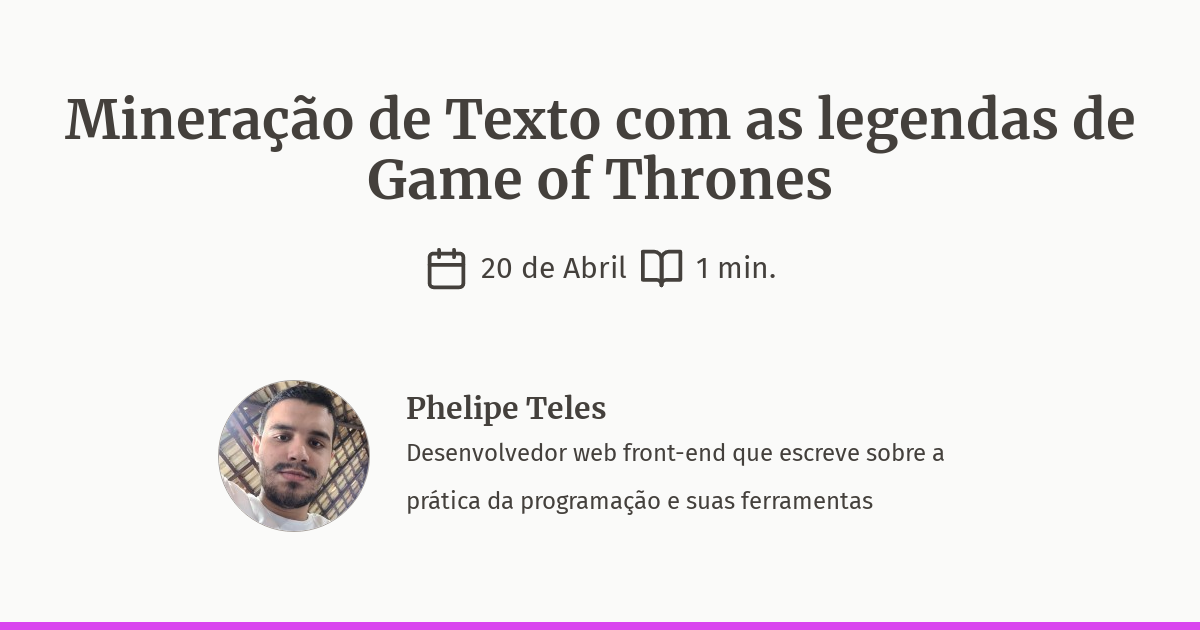 Mineração de Texto com as legendas de
Game of Thrones
20 de Abril 1 min.
Phelipe Teles
Desenvolvedor web front-end que escreve sobre a
prática da programação e suas ferramentas